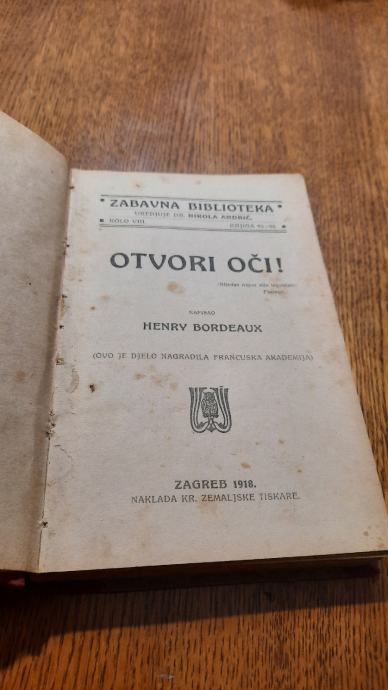 ZABAVNA BIBLIOTEKA
UREĐUJE DR. NIKOLA ANDRIĆ.
KOLO VIII. KNJIGA
OTVORI OČI!
NAPISAO
HENRY BORDEAUX
(OVO JE DJELO NAGRADILA FRANCUSKA AKADEMIJA)
ZAGREB 1918.
NAKLADA KR. ZEMALJSKE TISKARE.